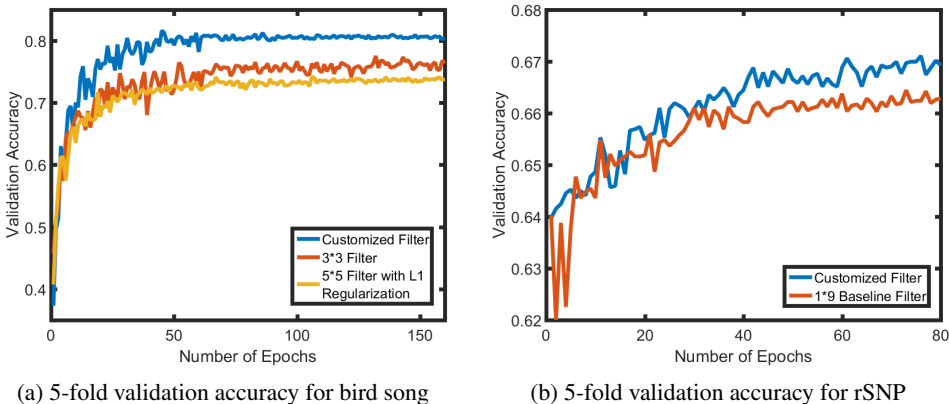 0.8
0.7
0.6
0.5
0.4
Validation Accuracy
0
50
100
150
Number of Epochs
Customized Filter
3*3 Filter
5*5 Filter with L1
Regularization
(a) 5-fold validation accuracy for bird song
0.68
0.67
0.66
0.65
0.64
0.63
0.62
Validation Accuracy
0
20
40
60
80
Number of Epochs
Customized Filter
1*9 Baseline Filter
(b) 5-fold validation accuracy for rSNP